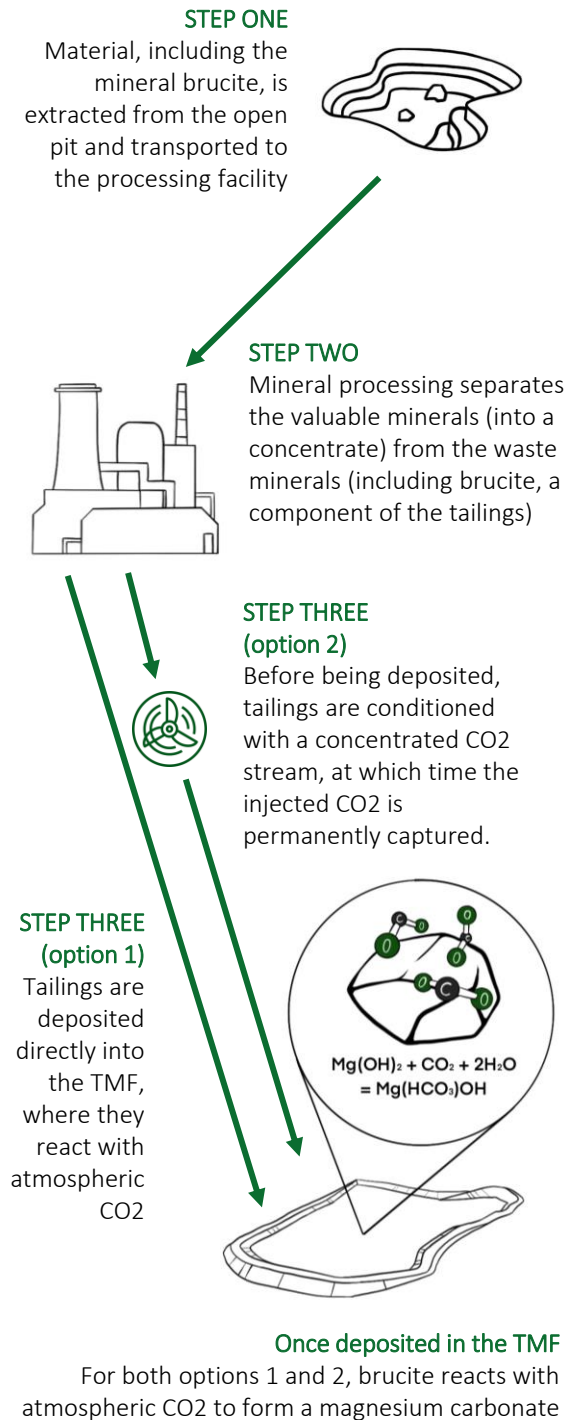 STEP ONE
Material, including the
mineral brucite, is
extracted from the open
pit and transported to
the processing facility
STEP TWO
Mineral processing separates
the valuable minerals (into a
concentrate) from the waste
minerals (including brucite, a
component of the tailings)
STEP THREE
(option 2)
Before being deposited,
tailings are conditioned
with a concentrated CO2
stream, at which time the
injected CO2 is
permanently captured.
STEP THREE
(option 1)
Tailings are
deposited
directly into
the TMF,
where they
react with
atmospheric
CO2
C O
O
O
C
O
O C O
Mg(OH)₂ + CO₂ + 2H₂O
= Mg(HCO₃)OH
Once deposited in the TMF
For both options 1 and 2, brucite reacts with
atmospheric CO2 to form a magnesium carbonate